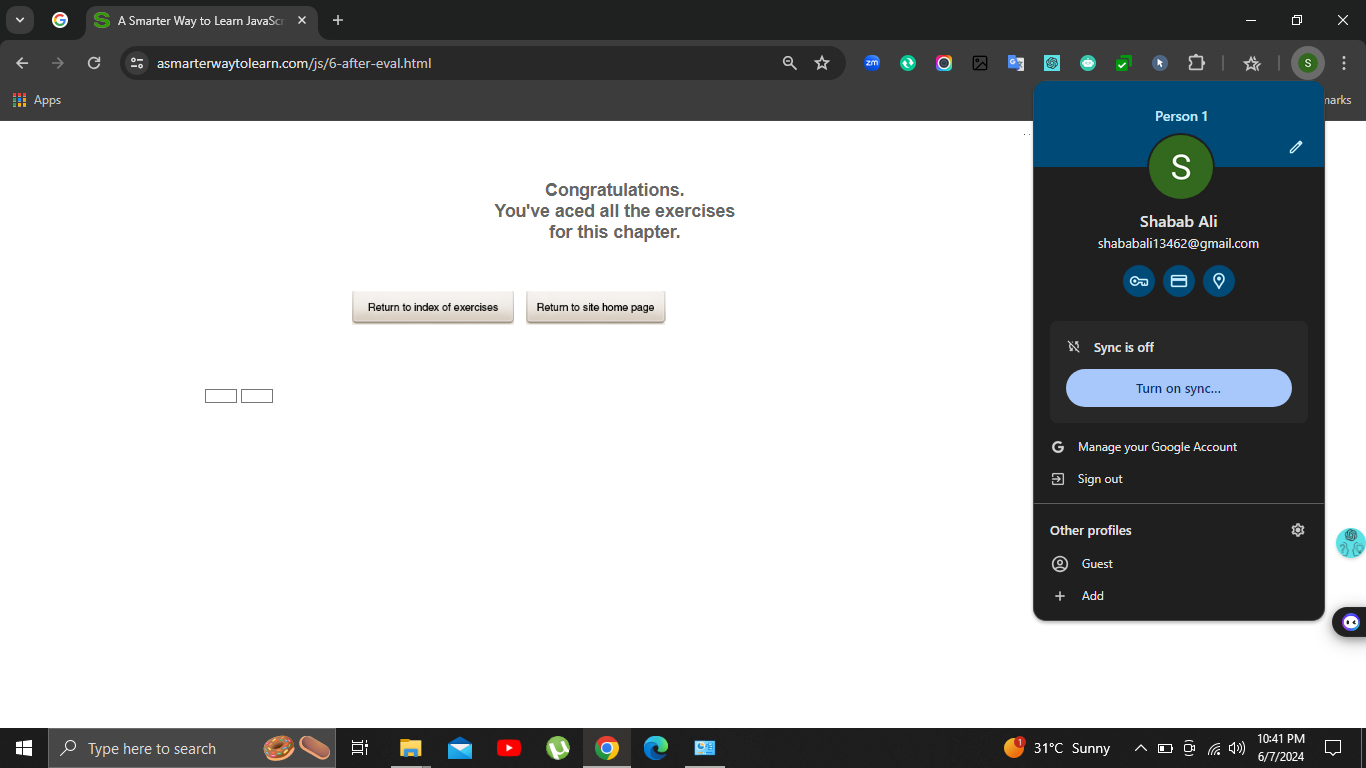 A Smarter Way to Learn JavaScr
asmarterwaytolearn.com/js/6-after-eval.html
zm
S
Apps
marks
Congratulations.
You've aced all the exercises
for this chapter.
Return to index of exercises
Return to site home page
Person 1
S
Shabab Ali
shababali13462@gmail.com
Sync is off
Turn on sync...
G Manage your Google Account
Sign out
Other profiles
Guest
Add
Type here to search
1
31°C Sunny
10:41 PM
6/7/2024